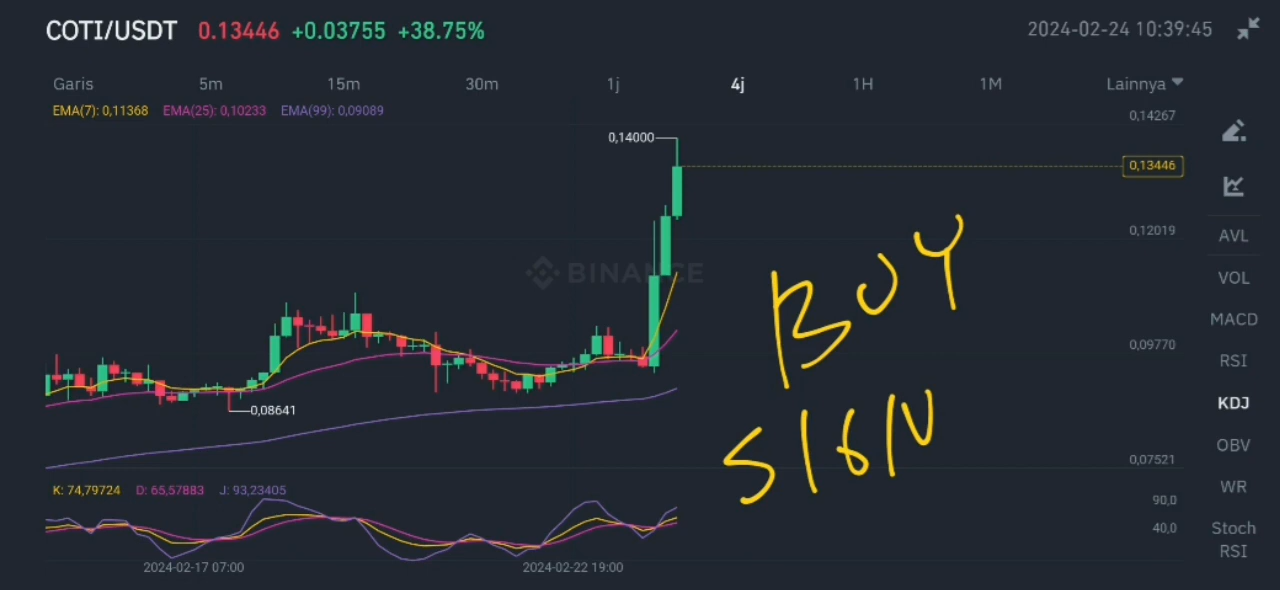 COTI/USDT 0.13446 +0.03755 +38.75% 2024-02-24 10:39:45
Garis 5m 15m 30m 1j 4j 1H 1M Lainnya
EMA(7): 0,11368 EMA(25): 0,10233 EMA(99): 0,09089
0,14267
0,14000
0,13446
0,12019
AVL
BINANCE
BUY
VOL
MACD
0,09770
RSI
0,08641
SIGN
KDJ
OBV
0,07521
K: 74,79724 D: 65,57883 J: 93,23405
WR
90,0
40,0
Stoch
RSI
2024-02-17 07:00 2024-02-22 19:00